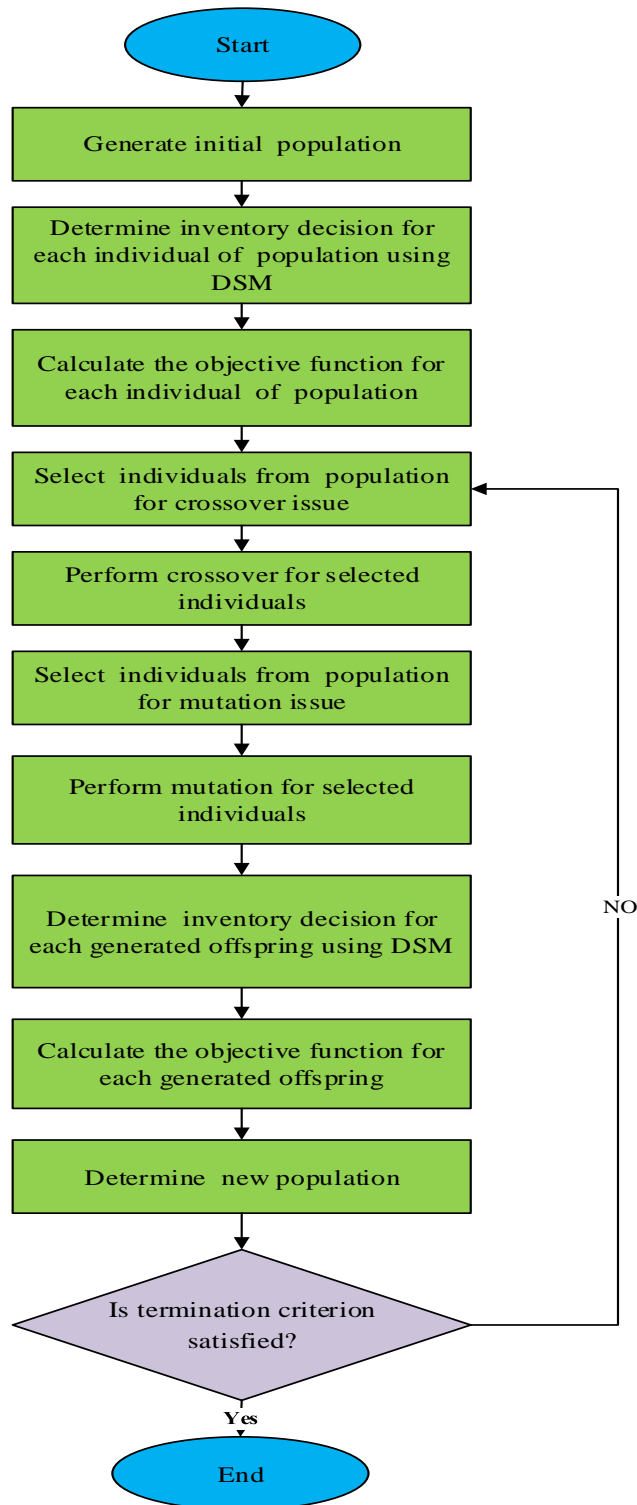 Start
Generate initial population
Determine inventory decision for
each individual of population using
DSM
Calculate the objective function for
each individual of population
Select individuals from population
for crossover issue
Perform crossover for selected
individuals
Select individuals from population
for mutation issue
Perform mutation for selected
individuals
Determine inventory decision for
each generated offspring using DSM
NO
Calculate the objective function for
each generated offspring
Determine new population
Is termination criterion
satisfied?
Yes
End